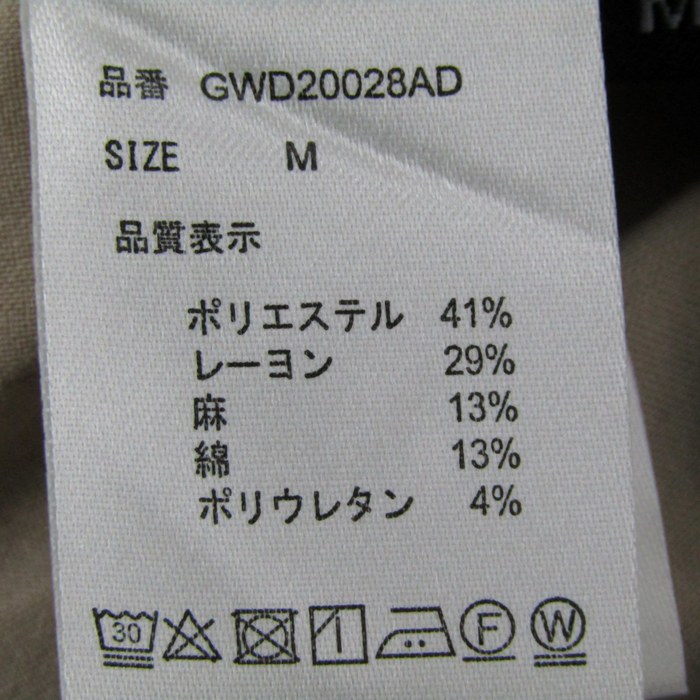 品番 GWD20028AD
SIZE M
品質表示
ポリエステル 41%
レーヨン 29%
麻 13%
綿 13%
ポリウレタン 4%
30 F W